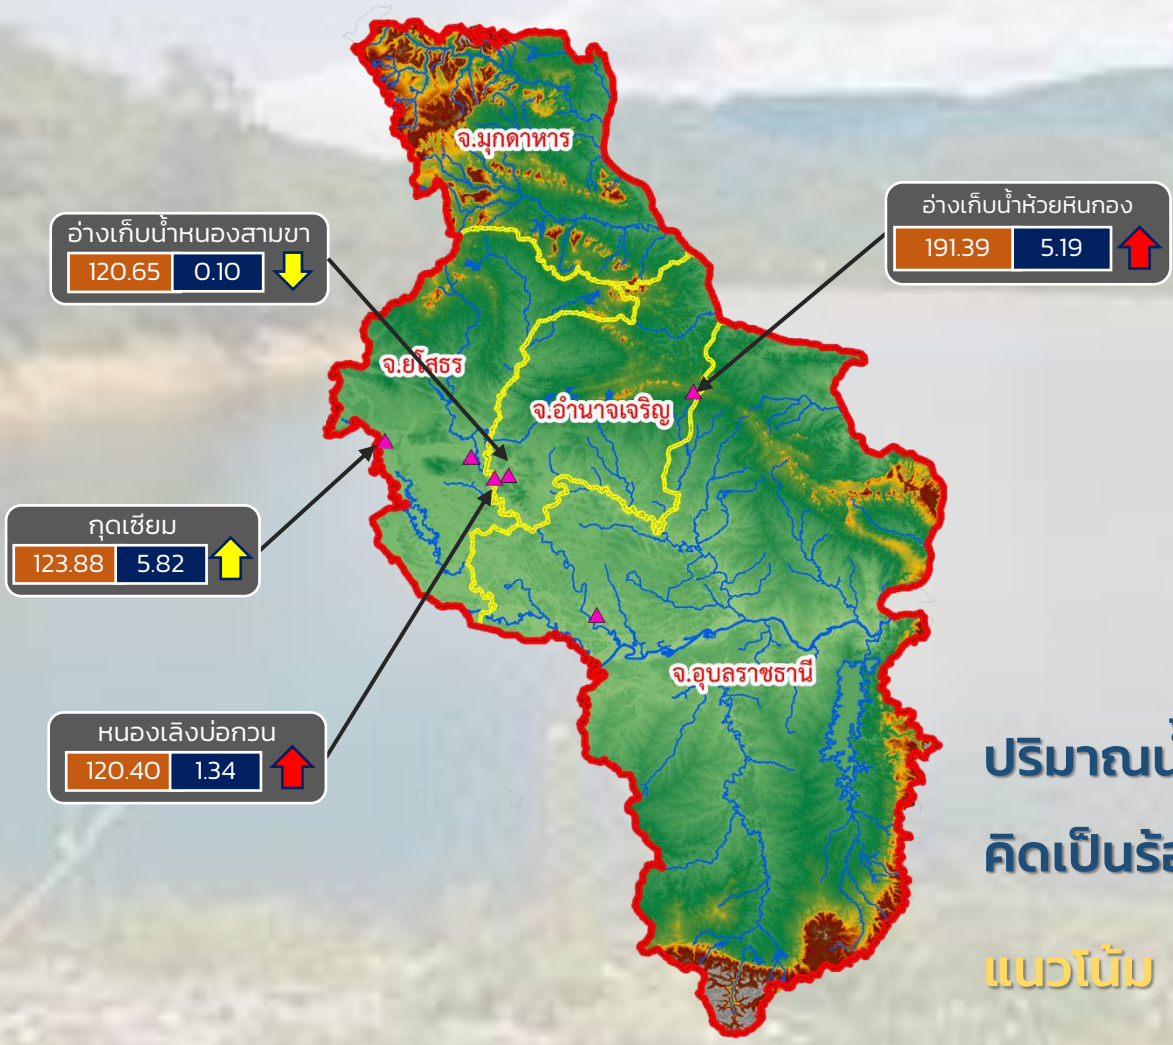 จ.มุกดาหาร
อ่างเก็บน้ำห้วยหินกอง
191.39 5.19
อ่างเก็บน้ำหนองสามขา
120.65 0.10
จ.ยโสธร
จ.อำนาจเจริญ
กุดเซียม
123.88 5.82
จ.อุบลราชธานี
หนองเลิงบ่อกวน
120.40 1.34
แนวโน้ม